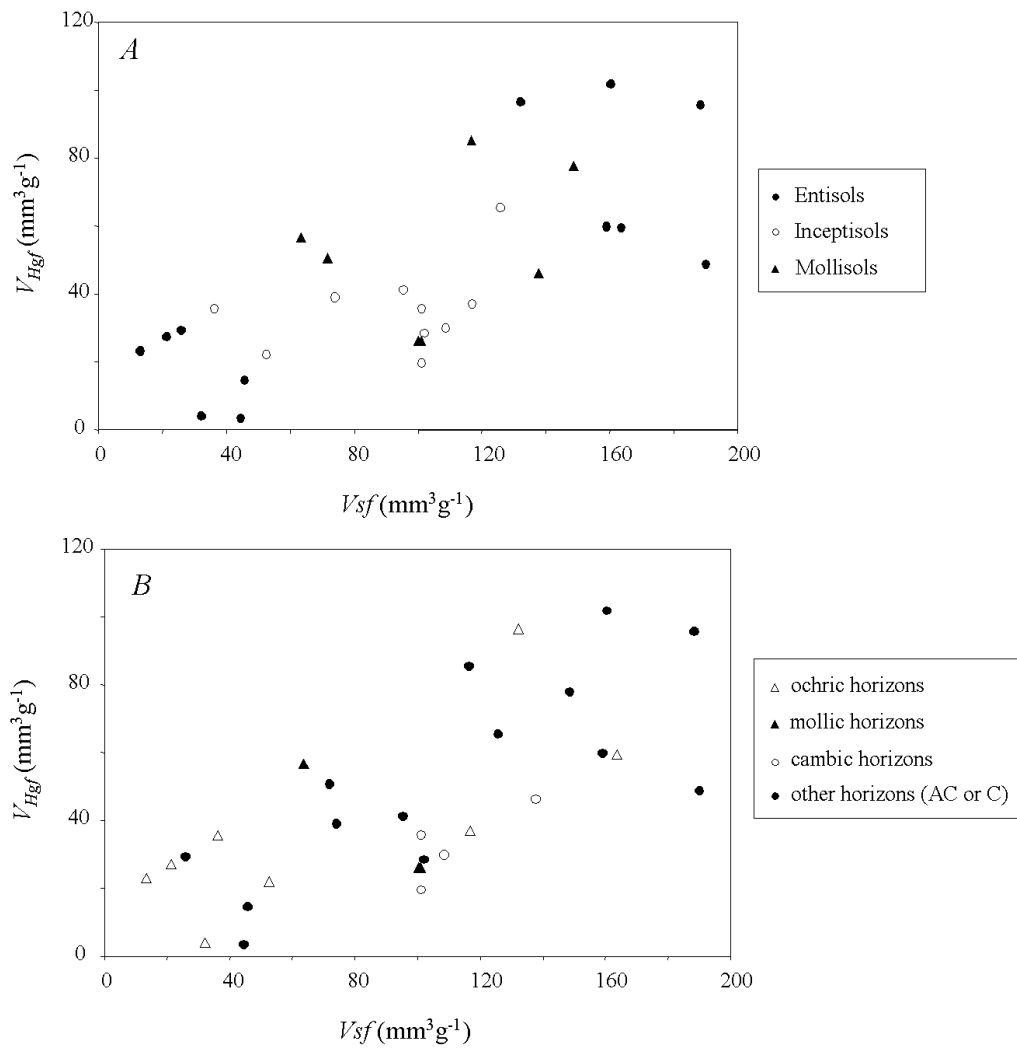 A
120
80
40
0
V_Hgf (mm³g⁻¹)
0 40 80 120 160 200
Vsf (mm³g⁻¹)
Entisols
Inceptisols
Mollisols
B
120
80
40
0
V_Hgf (mm³g⁻¹)
0 40 80 120 160 200
Vsf (mm³g⁻¹)
ochric horizons
mollic horizons
cambic horizons
other horizons (AC or C)